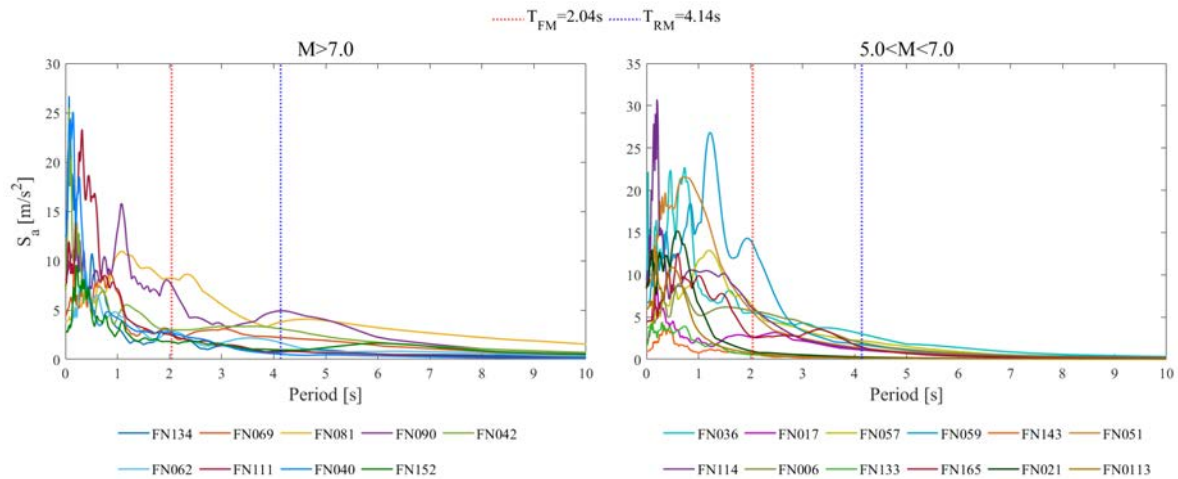 T_FM=2.04s T_RM=4.14s
M>7.0
5.0<M<7.0
30
25
20
15
10
5
0
S_a [m/s²]
0 1 2 3 4 5 6 7 8 9 10
Period [s]
35
30
25
20
15
10
5
0
0 1 2 3 4 5 6 7 8 9 10
Period [s]
FN134 FN069 FN081 FN090 FN042
FN062 FN111 FN040 FN152
FN036 FN017 FN057 FN059 FN143 FN051
FN114 FN006 FN133 FN165 FN021 FN0113